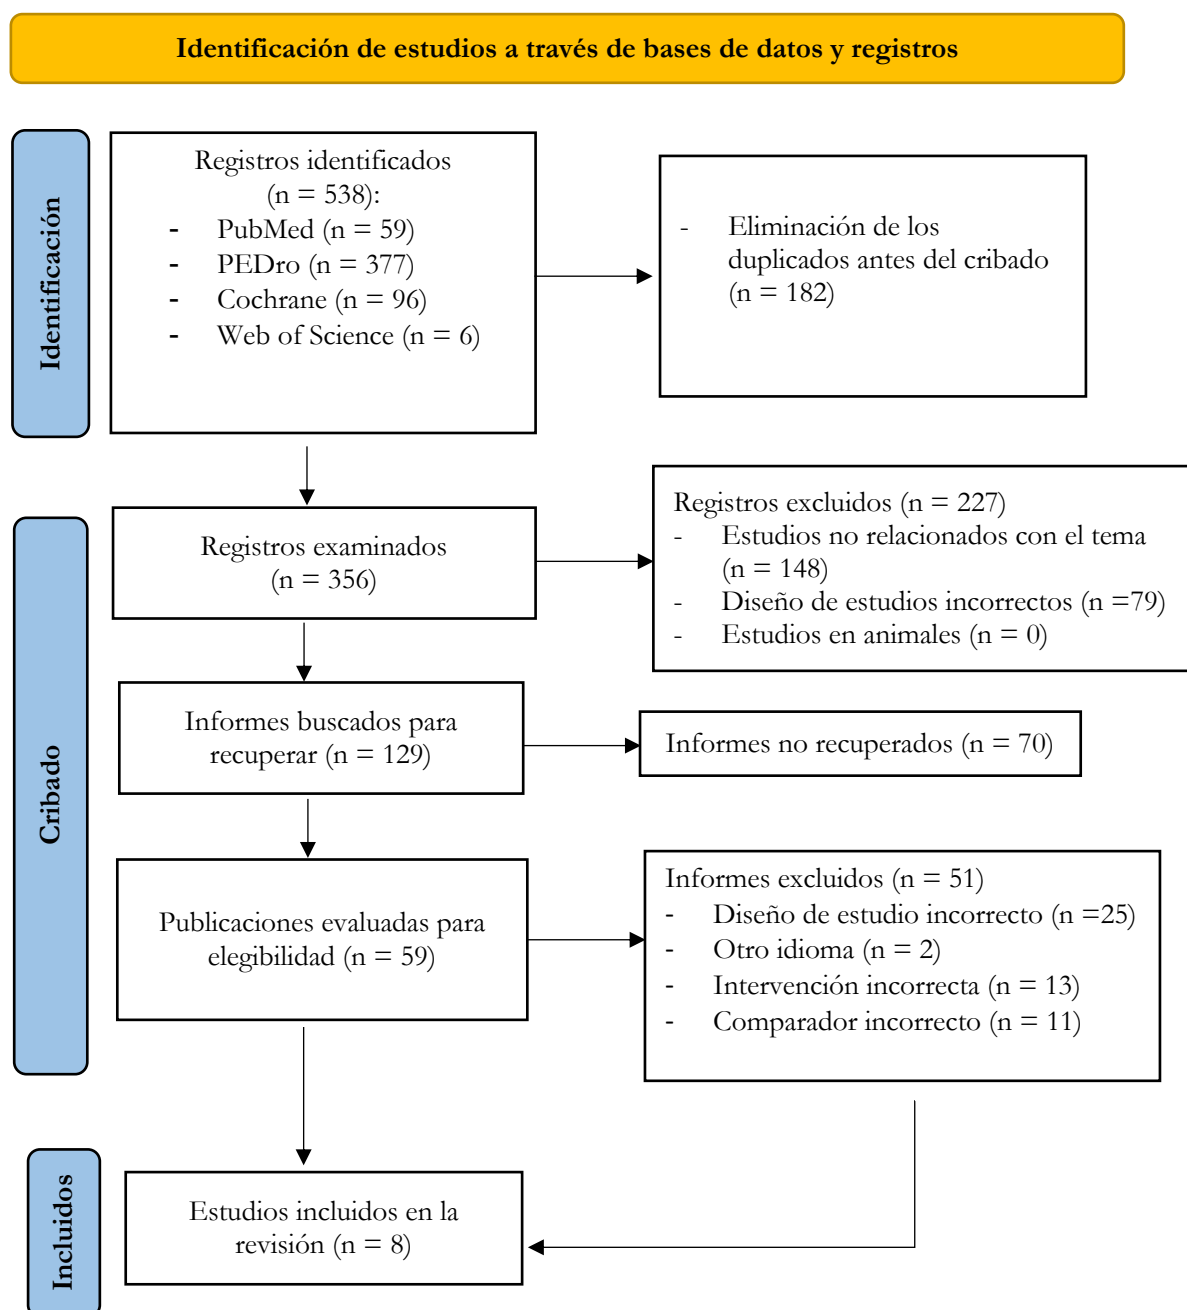 Identificación de estudios a través de bases de datos y registros
Identificación
Registros identificados
(n = 538):
- PubMed (n = 59)
- PEDro (n = 377)
- Cochrane (n = 96)
- Web of Science (n = 6)
- Eliminación de los
duplicados antes del cribado
(n = 182)
Cribado
Registros examinados
(n = 356)
Registros excluidos (n = 227)
- Estudios no relacionados con el tema
(n = 148)
- Diseño de estudios incorrectos (n =79)
- Estudios en animales (n = 0)
Informes buscados para
recuperar (n = 129)
Informes no recuperados (n = 70)
Publicaciones evaluadas para
elegibilidad (n = 59)
Informes excluidos (n = 51)
- Diseño de estudio incorrecto (n =25)
- Otro idioma (n = 2)
- Intervención incorrecta (n = 13)
- Comparador incorrecto (n = 11)
Incluidos
Estudios incluidos en la
revisión (n = 8)